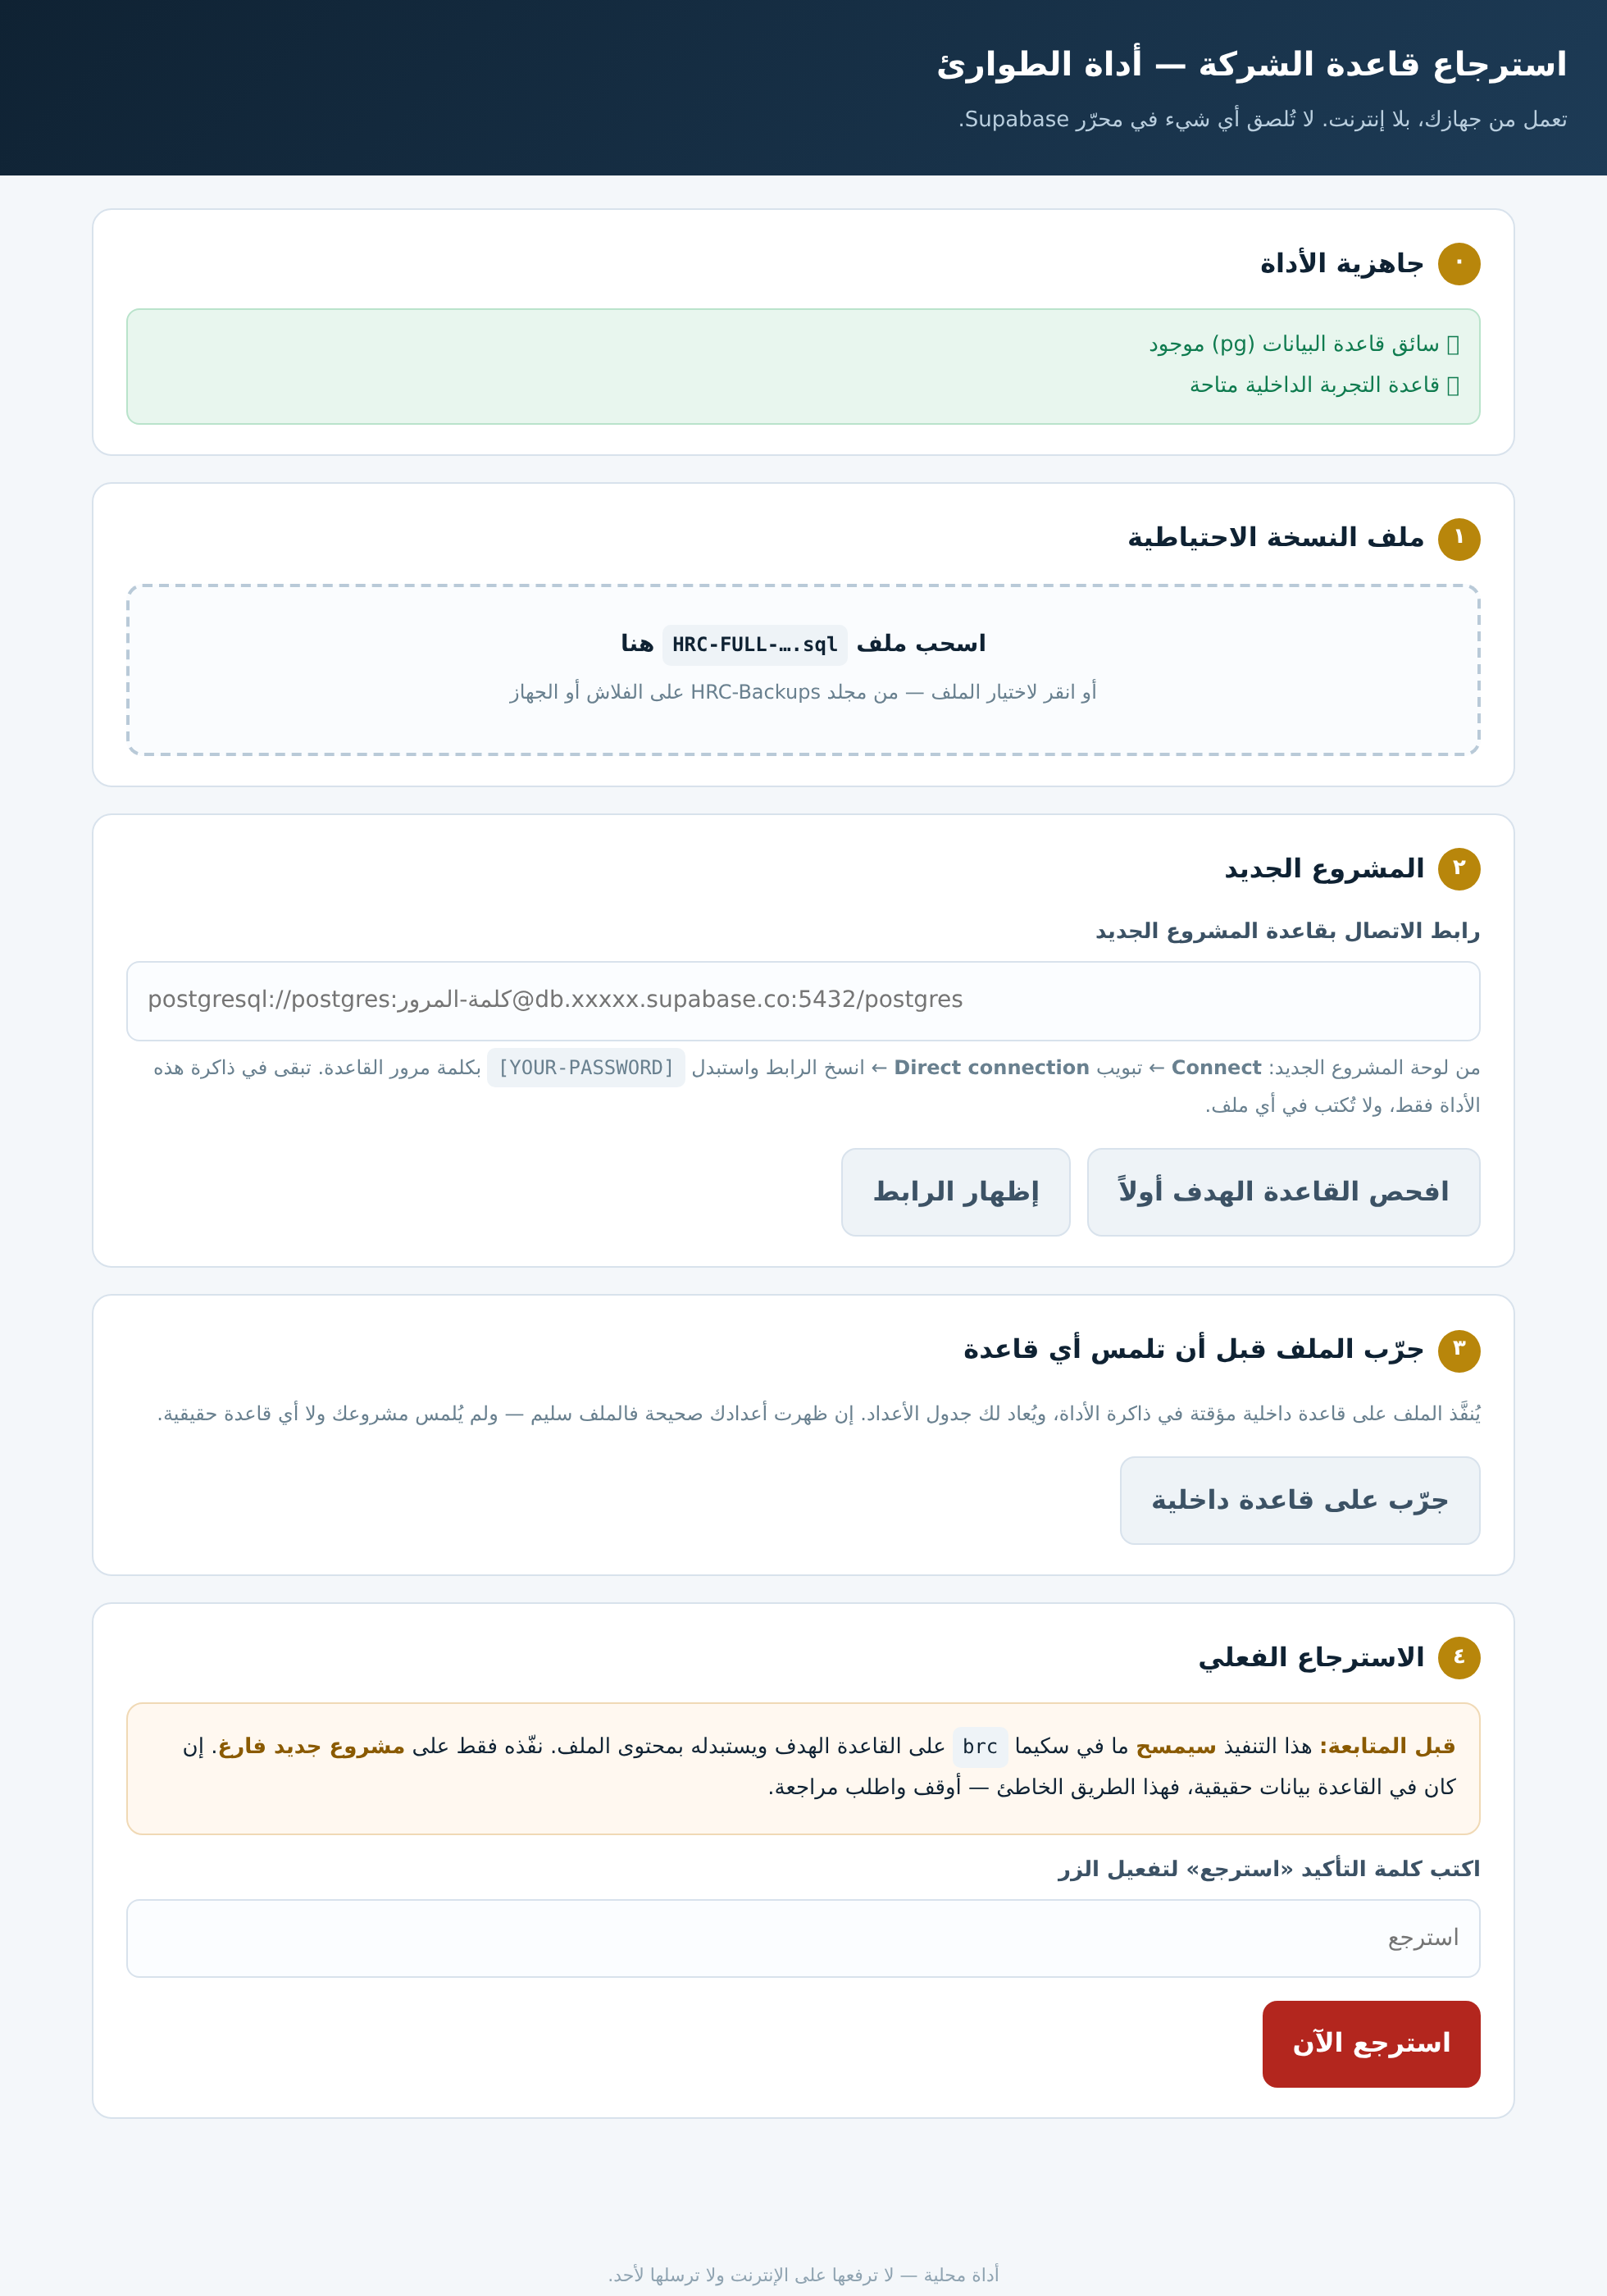 استرجاع قاعدة الشركة — أداة الطوارئ
تعمل من جهازك، بلا إنترنت. لا تُلصق أي شيء في محرّر Supabase.
٠ جاهزية الأداة
سائق قاعدة البيانات (pg) موجود
قاعدة التجربة الداخلية متاحة
١ ملف النسخة الاحتياطية
اسحب ملف HRC-FULL-….sql هنا
أو انقر لاختيار الملف — من مجلد HRC-Backups على الفلاش أو الجهاز
٢ المشروع الجديد
رابط الاتصال بقاعدة المشروع الجديد
postgresql://postgres:كلمة-المرور@db.xxxxx.supabase.co:5432/postgres
من لوحة المشروع الجديد: Connect ← تبويب Direct connection ← انسخ الرابط واستبدل [YOUR-PASSWORD] بكلمة مرور القاعدة. تبقى في ذاكرة هذه
الأداة فقط، ولا تُكتب في أي ملف.
افحص القاعدة الهدف أولاً
إظهار الرابط
٣ جرّب الملف قبل أن تلمس أي قاعدة
يُنفَّذ الملف على قاعدة داخلية مؤقتة في ذاكرة الأداة، ويُعاد لك جدول الأعداد. إن ظهرت أعدادك صحيحة فالملف سليم — ولم يُلمس مشروعك ولا أي قاعدة حقيقية.
جرّب على قاعدة داخلية
٤ الاسترجاع الفعلي
قبل المتابعة: هذا التنفيذ سيمسح ما في سكيما brc على القاعدة الهدف ويستبدله بمحتوى الملف. نفّذه فقط على مشروع جديد فارغ. إن
كان في القاعدة بيانات حقيقية، فهذا الطريق الخاطئ — أوقف واطلب مراجعة.
اكتب كلمة التأكيد «استرجع» لتفعيل الزر
استرجع
استرجع الآن
أداة محلية — لا ترفعها على الإنترنت ولا ترسلها لأحد.